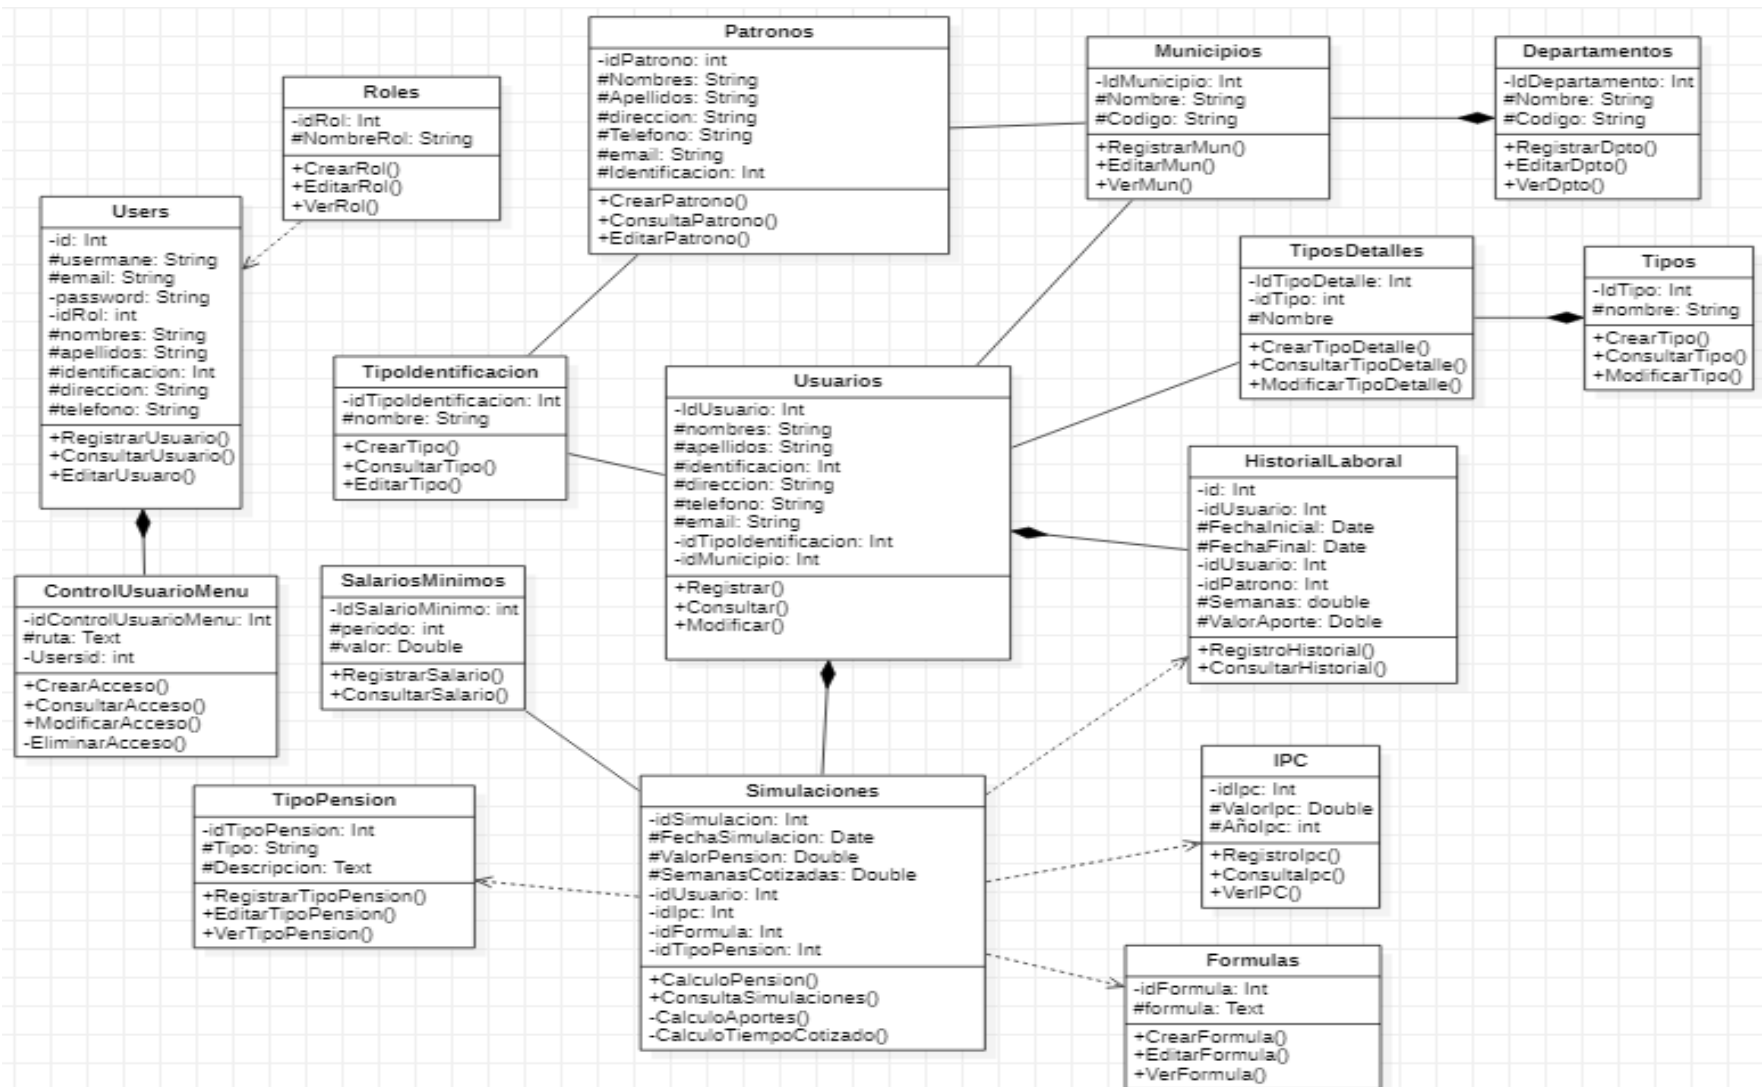 Patronos
-idPatrono: int
#Nombres: String
#Apellidos: String
#direccion: String
#Telefono: String
#email: String
#Identificacion: Int
+CrearPatrono()
+ConsultaPatrono()
+EditarPatrono()
Municipios
-IdMunicipio: Int
#Nombre: String
#Codigo: String
+RegistrarMun()
+EditarMun()
+VerMun()
Departamentos
-IdDepartamento: Int
#Nombre: String
#Codigo: String
+RegistrarDpto()
+EditarDpto()
+VerDpto()
Roles
-idRol: Int
#NombreRol: String
+CrearRol()
+EditarRol()
+VerRol()
Users
-id: Int
#usermane: String
#email: String
-password: String
-idRol: int
#nombres: String
#apellidos: String
#identificacion: Int
#direccion: String
#telefono: String
+RegistrarUsuario()
+ConsultarUsuario()
+EditarUsuaro()
TiposDetalles
-IdTipoDetalle: Int
-idTipo: int
#Nombre
+CrearTipoDetalle()
+ConsultarTipoDetalle()
+ModificarTipoDetalle()
Tipos
-IdTipo: Int
#nombre: String
+CrearTipo()
+ConsultarTipo()
+ModificarTipo()
TipoIdentificacion
-idTipoIdentificacion: Int
#nombre: String
+CrearTipo()
+ConsultarTipo()
+EditarTipo()
Usuarios
-IdUsuario: Int
#nombres: String
#apellidos: String
#identificacion: Int
#direccion: String
#telefono: String
#email: String
-idTipoIdentificacion: Int
-idMunicipio: Int
+Registrar()
+Consultar()
+Modificar()
HistorialLaboral
-id: Int
-idUsuario: Int
#FechaInicial: Date
#FechaFinal: Date
-idUsuario: Int
-idPatrono: Int
#Semanas: double
#ValorAporte: Doble
+RegistroHistorial()
+ConsultarHistorial()
ControlUsuarioMenu
-idControlUsuarioMenu: Int
#ruta: Text
-Usersid: int
+CrearAcceso()
+ConsultarAcceso()
+ModificarAcceso()
-EliminarAcceso()
SalariosMinimos
-IdSalarioMinimo: int
#periodo: int
#valor: Double
+RegistrarSalario()
+ConsultarSalario()
TipoPension
-idTipoPension: Int
#Tipo: String
#Descripcion: Text
+RegistrarTipoPension()
+EditarTipoPension()
+VerTipoPension()
Simulaciones
-idSimulacion: Int
#FechaSimulacion: Date
#ValorPension: Double
#SemanasCotizadas: Double
-idUsuario: Int
-idIpc: Int
-idFormula: Int
-idTipoPension: Int
+CalculoPension()
+ConsultaSimulaciones()
-CalculoAportes()
-CalculoTiempoCotizado()
IPC
-idIpc: Int
#ValorIpc: Double
#AñoIpc: int
+RegistroIpc()
+ConsultaIpc()
+VerIPC()
Formulas
-idFormula: Int
#formula: Text
+CrearFormula()
+EditarFormula()
+VerFormula()